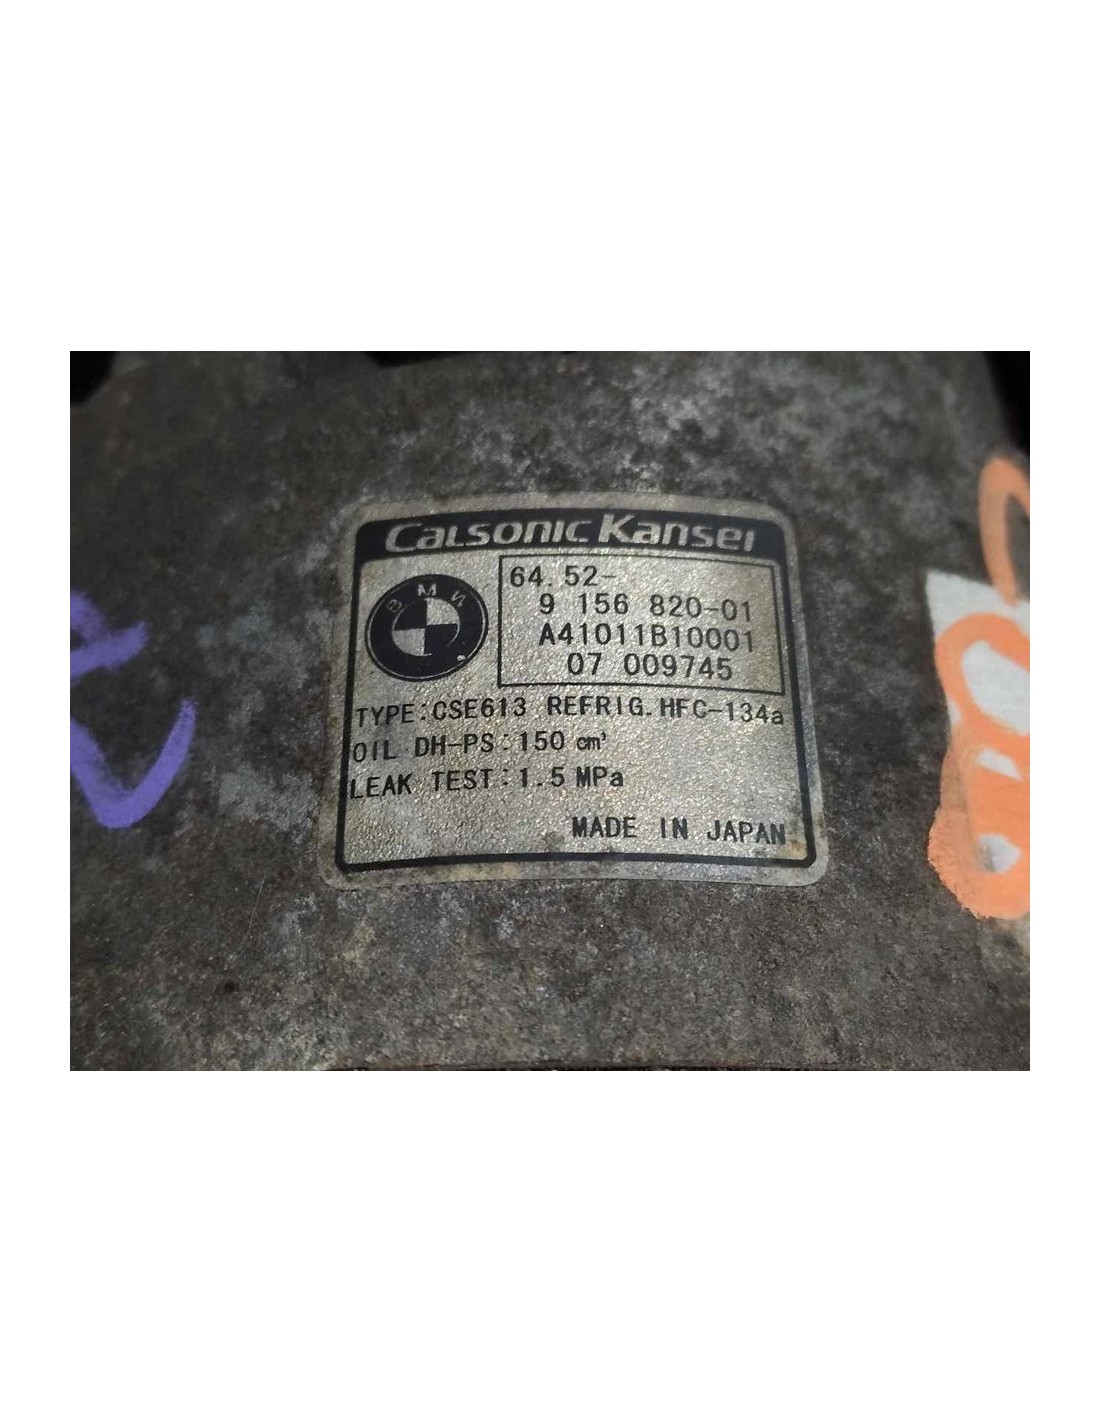 Calsonic Kansei
BMW
64.52-
9 156 820-01
A41011B10001
07 009745
TYPE:CSE613 REFRIG.HFC-134a
OIL DH-PS:150 cm³
LEAK TEST:1.5 MPa
MADE IN JAPAN